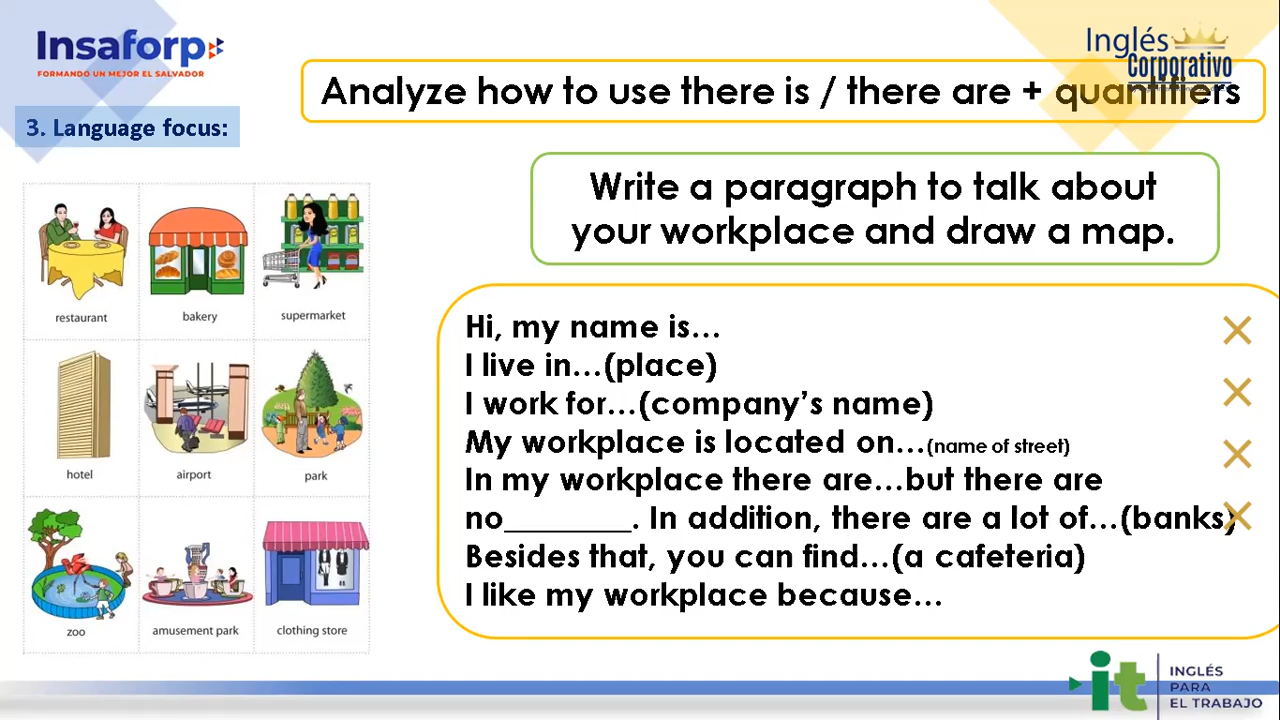 Insaforp
FORMANDO UN MEJOR EL SALVADOR
Inglés
Corporativo
Analyze how to use there is / there are + quantifiers
3. Language focus:
Write a paragraph to talk about
your workplace and draw a map.
restaurant
bakery
supermarket
hotel
airport
park
zoo
amusement park
clothing store
Hi, my name is…
I live in…(place)
I work for…(company’s name)
My workplace is located on…(name of street)
In my workplace there are…but there are
no________. In addition, there are a lot of…(banks)
Besides that, you can find…(a cafeteria)
I like my workplace because…
it
INGLÉS
PARA
EL TRABAJO